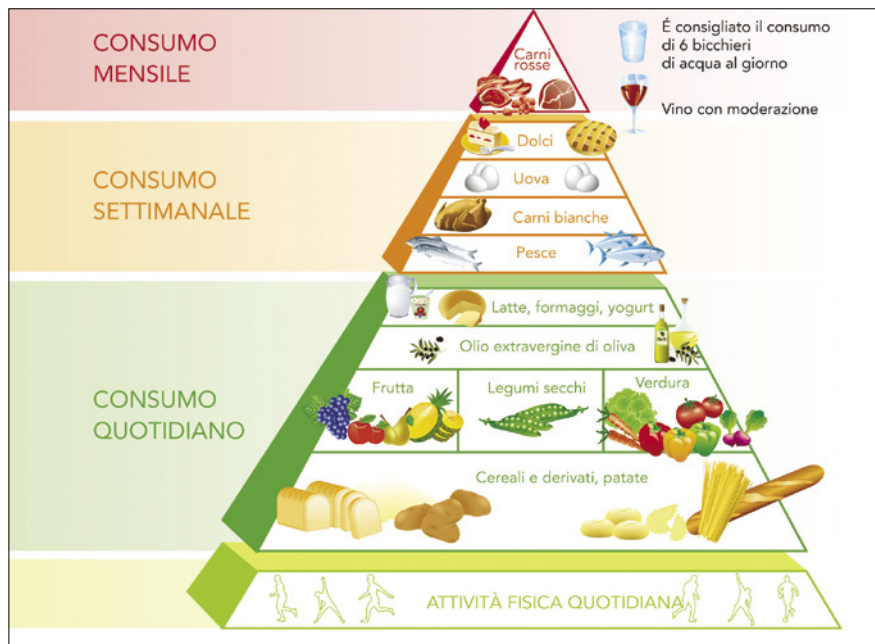 CONSUMO
MENSILE
Carni
rosse
É consigliato il consumo
di 6 bicchieri
di acqua al giorno
Vino con moderazione
CONSUMO
SETTIMANALE
Dolci
Uova
Carni bianche
Pesce
CONSUMO
QUOTIDIANO
Latte, formaggi, yogurt
Olio extravergine di oliva
Frutta
Legumi secchi
Verdura
Cereali e derivati, patate
ATTIVITÀ FISICA QUOTIDIANA